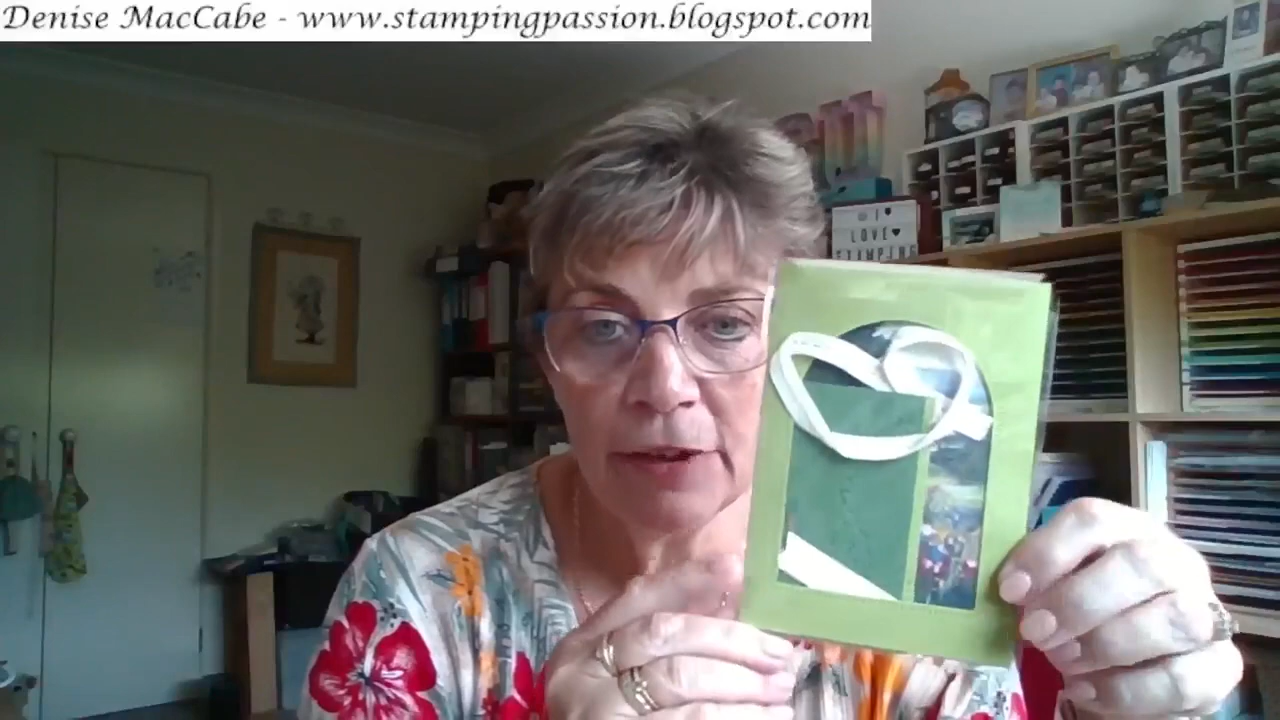 Denise MacCabe - www.stampingpassion.blogspot.com
I ♥
LOVE ♥
STAMPING